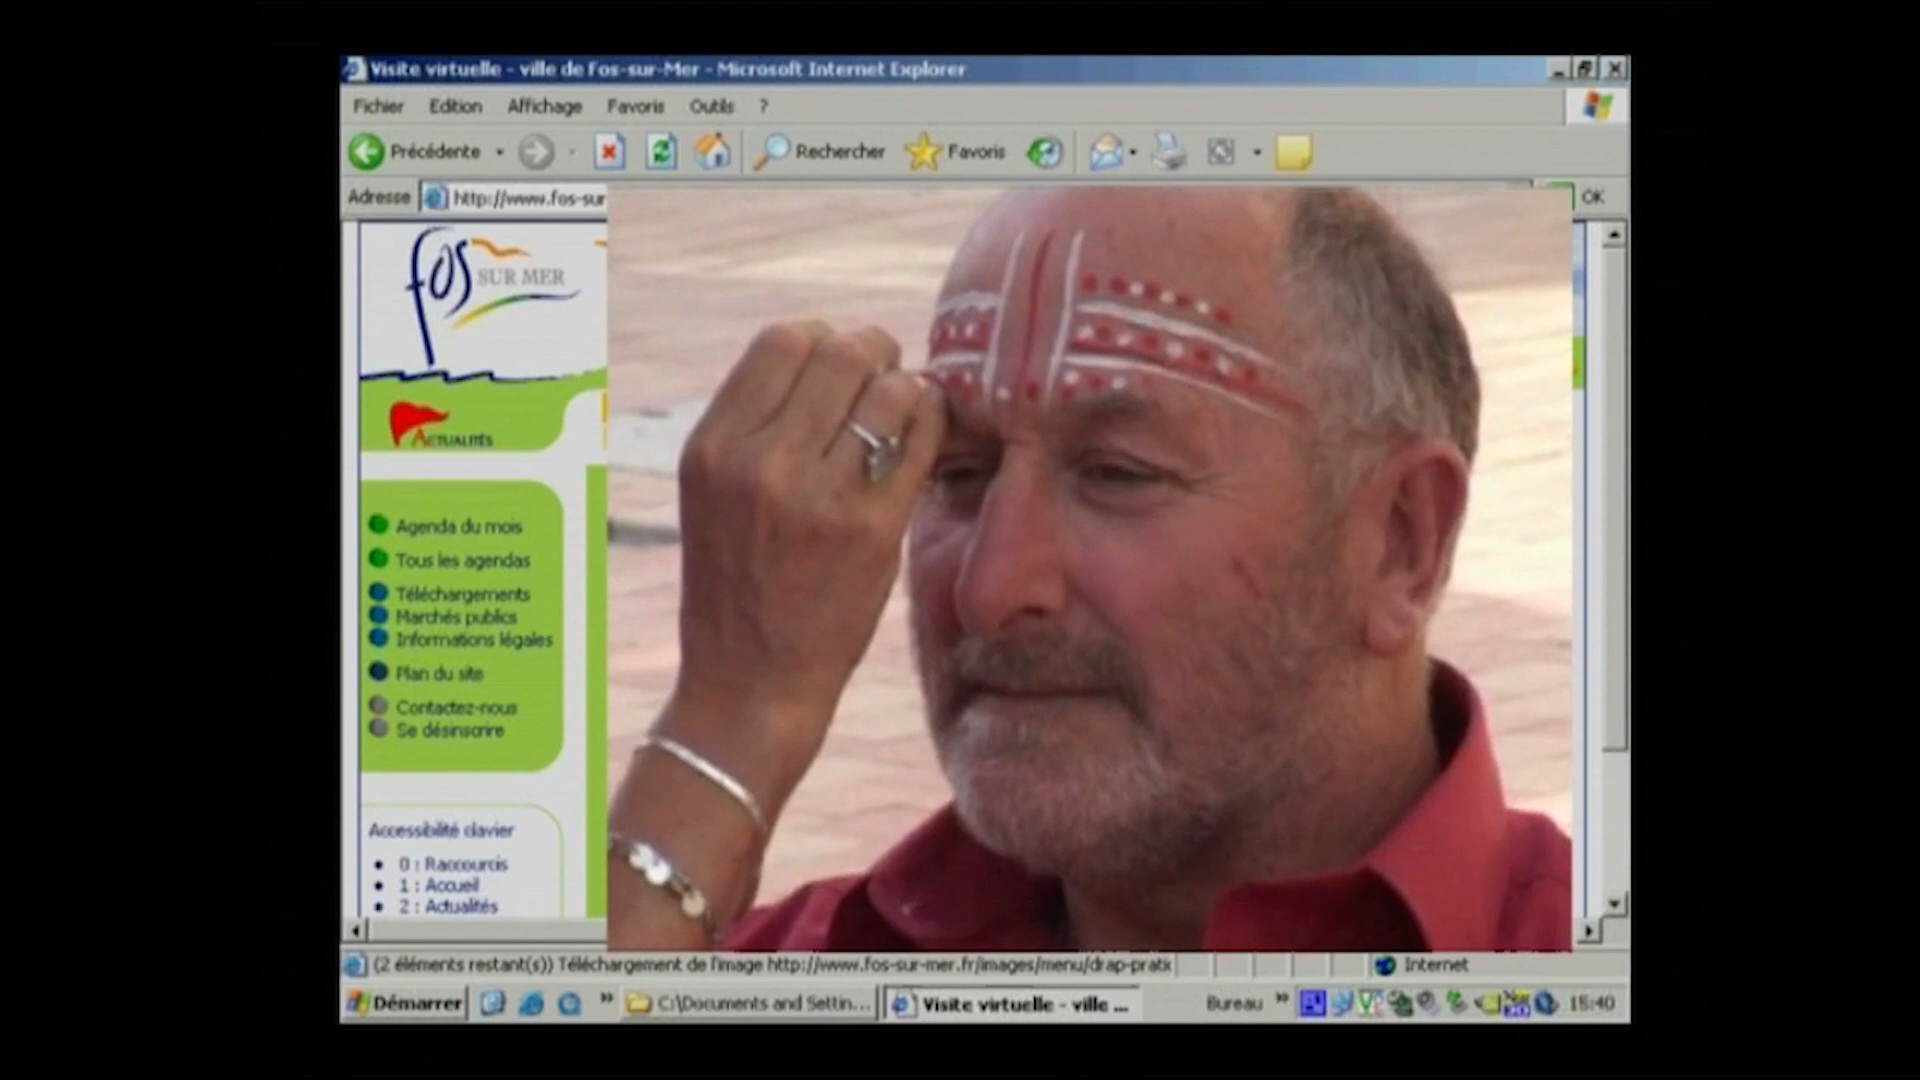 Visite virtuelle - ville de Fos-sur-Mer - Microsoft Internet Explorer
Fichier Edition Affichage Favoris Outils ?
Précédente Rechercher Favoris
Adresse http://www.fos-sur OK
fos SUR MER
Actualités
Agenda du mois
Tous les agendas
Téléchargements
Marchés publics
Informations légales
Plan du site
Contactez-nous
Se désinscrire
Accessibilité clavier
0 : Raccourcis
1 : Accueil
2 : Actualités
(2 éléments restant(s)) Téléchargement de l'image http://www.fos-sur-mer.fr/images/menu/drap-pratk Internet
Démarrer » C:\Documents and Settin... Visite virtuelle - ville ... Bureau » 15:40